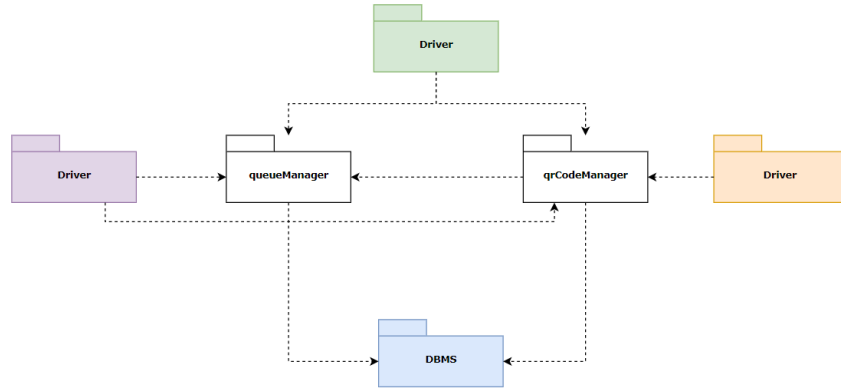 Driver
Driver
queueManager
qrCodeManager
Driver
DBMS